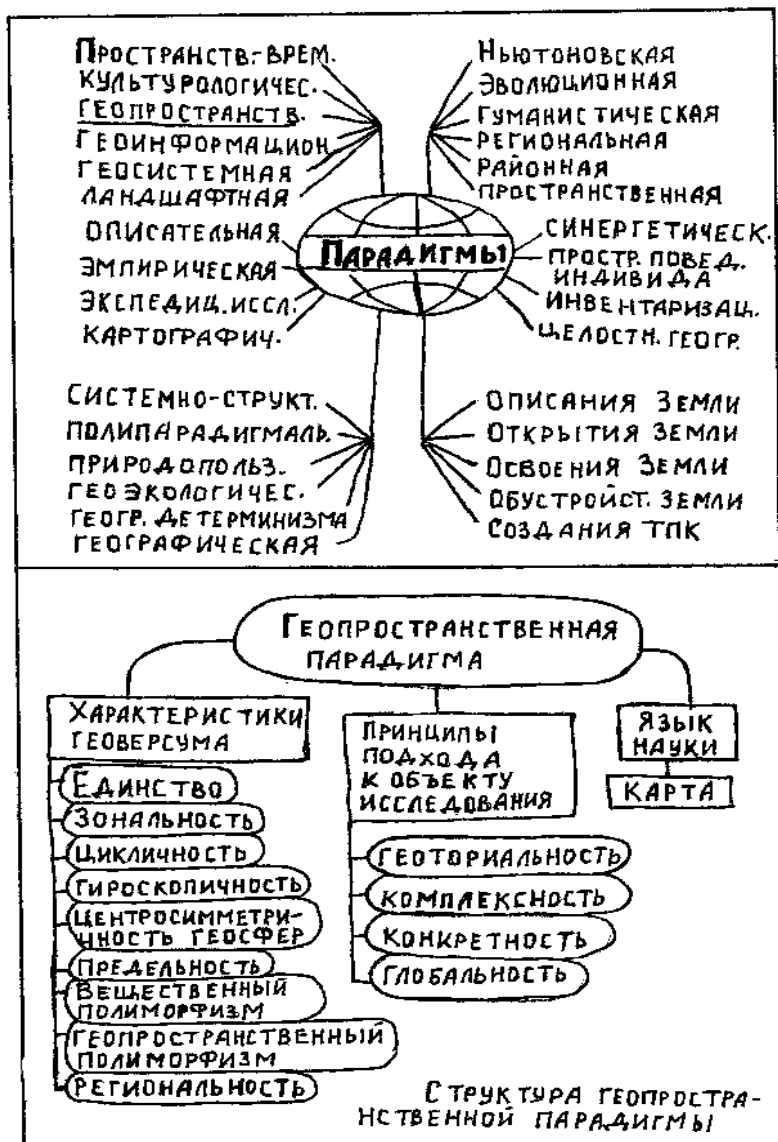 Пространств.-врем.
культурологичес.
геопространств.
геоинформацион.
геосистемная
ландшафтная
описательная
эмпирическая
экспедиц. иссл.
картографич.
Ньютоновская
эволюционная
гуманистическая
региональная
районная
пространственная
Парадигмы
синергетическ.
простр. повед.
индивида
инвентаризац.
целостн. геогр.
системно-структ.
полипарадигмаль.
природопольз.
геоэкологичес.
геогр. детерминизма
географическая
описания Земли
открытия Земли
освоения Земли
обустройст. Земли
создания ТПК
Геопространственная
парадигма
характеристики
геоверсума
Единство
зональность
цикличность
гироскопичность
центросимметри-
чность геосфер
предельность
вещественный
полиморфизм
геопространственный
полиморфизм
региональность
принципы
подхода
к объекту
исследования
геоториальность
комплексность
конкретность
глобальность
язык
науки
карта
Структура геопростра-
нственной парадигмы